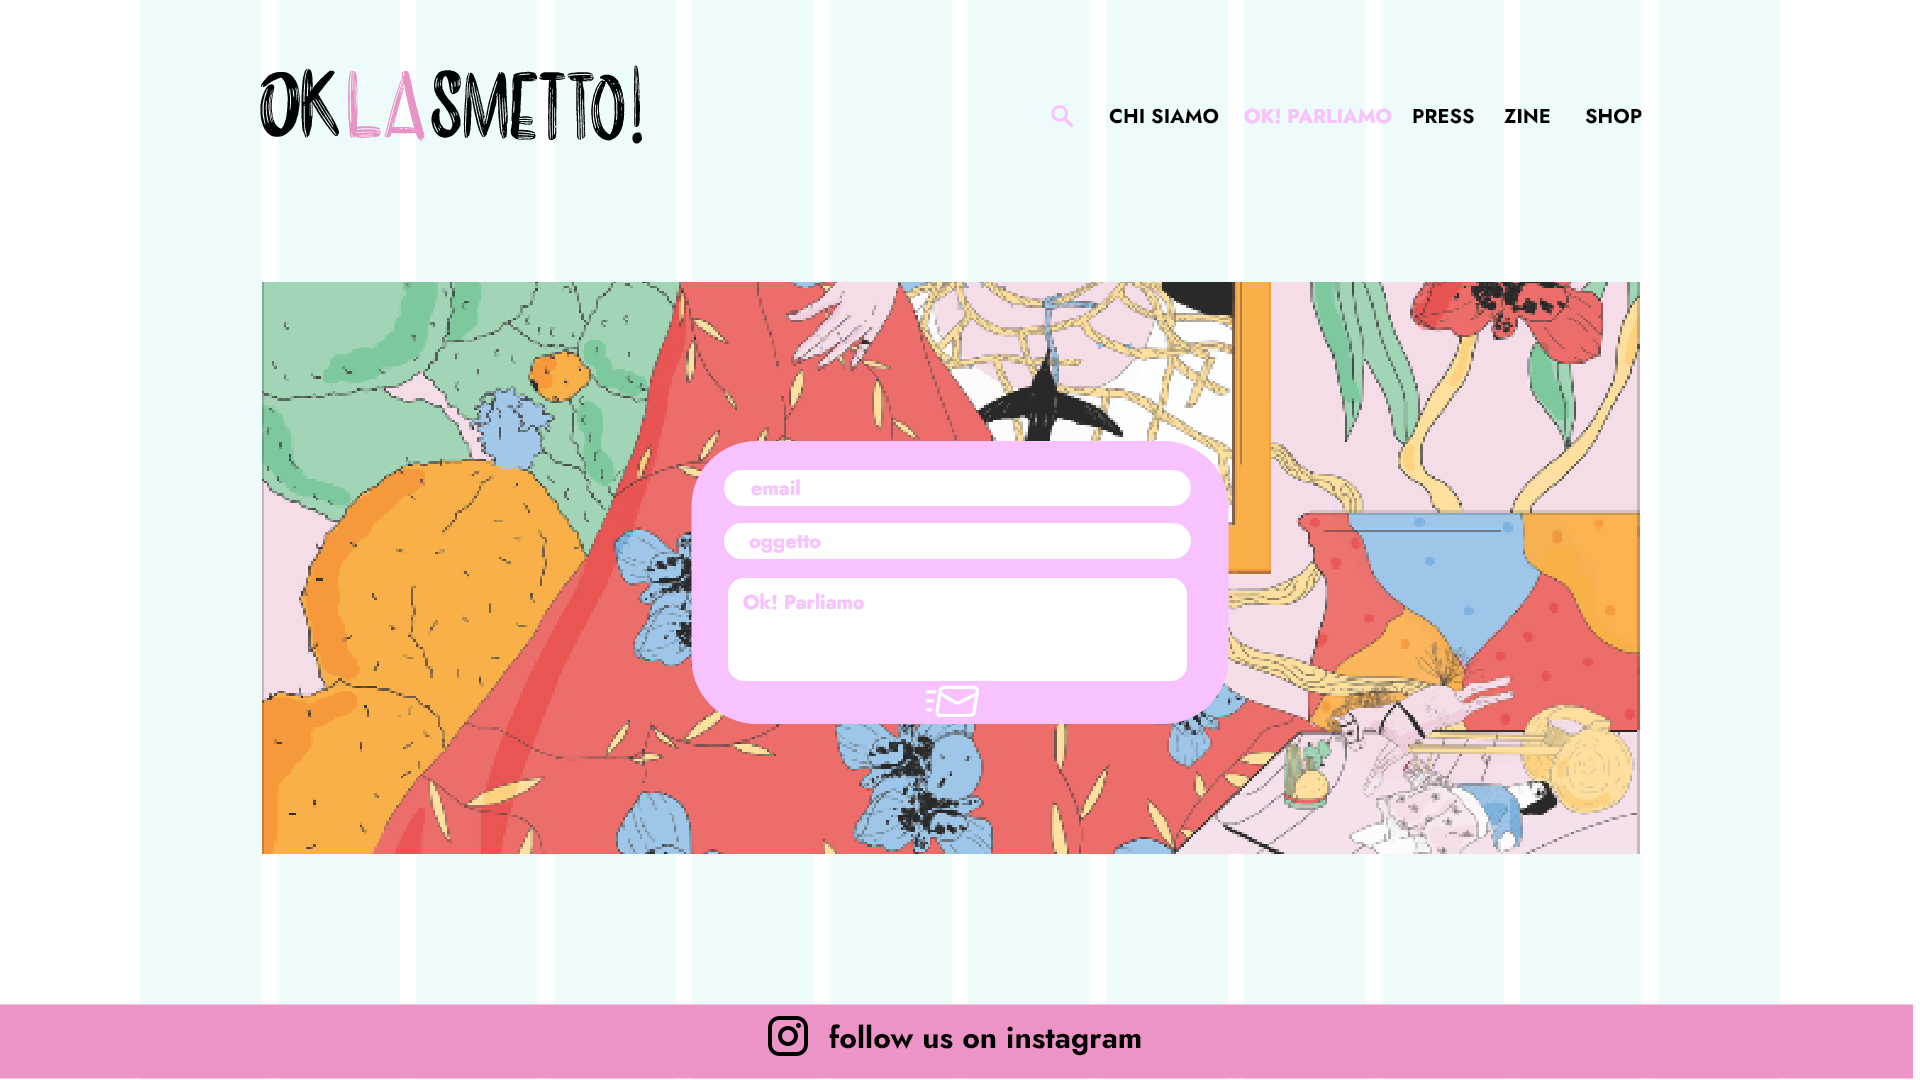 OK LA SMETTO!
CHI SIAMO OK! PARLIAMO PRESS ZINE SHOP
email
oggetto
Ok! Parliamo
follow us on instagram